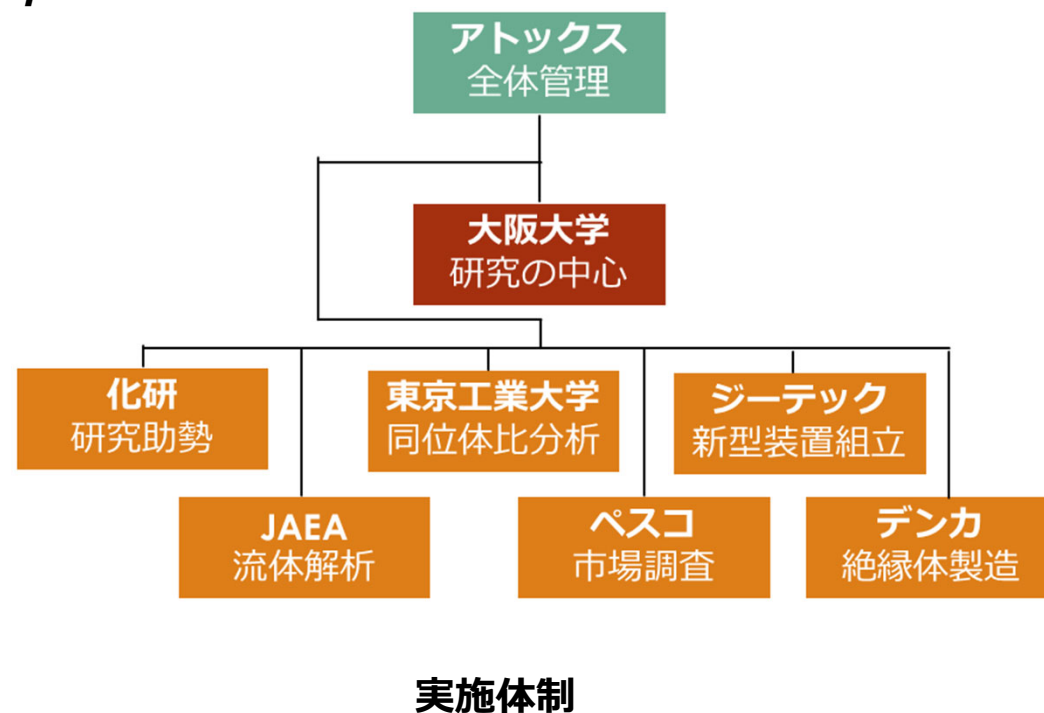 アトックス
全体管理
大阪大学
研究の中心
化研
研究助勢
東京工業大学
同位体比分析
ジーテック
新型装置組立
JAEA
流体解析
ペスコ
市場調査
デンカ
絶縁体製造
実施体制